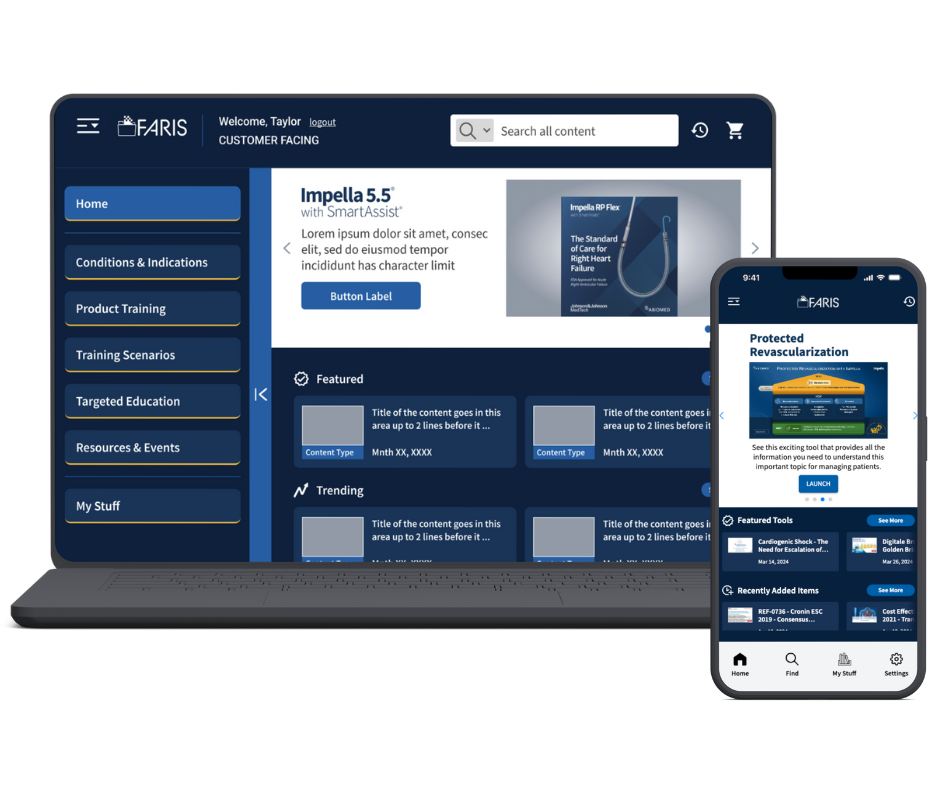 FARIS
Welcome, Taylor logout
CUSTOMER FACING
Search all content
Home
Conditions & Indications
Product Training
Training Scenarios
Targeted Education
Resources & Events
My Stuff
Impella 5.5®
with SmartAssist®
Lorem ipsum dolor sit amet, consec
elit, sed do eiusmod tempor
incididunt has character limit
Button Label
Impella RP Flex
The Standard
of Care for
Right Heart
Failure
Johnson&Johnson
MedTech
ABIOMED
Featured
Title of the content goes in this
area up to 2 lines before it ...
Content Type
Mnth XX, XXXX
Title of the content goes in
area up to 2 lines before it
Content Type
Mnth XX, XXXX
Trending
Title of the content goes in this
area up to 2 lines before it ...
Title of the content goes in
area up to 2 lines before it
9:41
FARIS
Protected
Revascularization
See this exciting tool that provides all the
information you need to understand this
important topic for managing patients.
LAUNCH
Featured Tools
See More
Cardiogenic Shock - The
Need for Escalation of...
Mar 14, 2024
Digitale Br
Golden Bri
Mar 26, 2024
Recently Added Items
See More
REF-0736 - Cronin ESC
2019 - Consensus...
Cost Effect
2021 - Tran
Home
Find
My Stuff
Settings